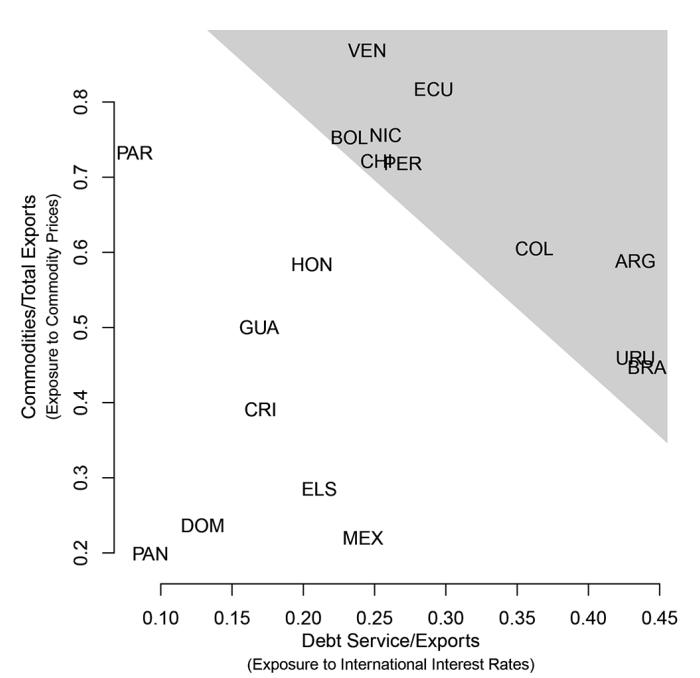 VEN
ECU
0.8
BOL NIC
PAR
CHI PER
0.7
COL
0.6
ARG
HON
GUA
0.5
URU
BRA
CRI
0.4
ELS
0.3
DOM
MEX
PAN
0.2
Commodities/Total Exports
(Exposure to Commodity Prices)
0.10 0.15 0.20 0.25 0.30 0.35 0.40 0.45
Debt Service/Exports
(Exposure to International Interest Rates)